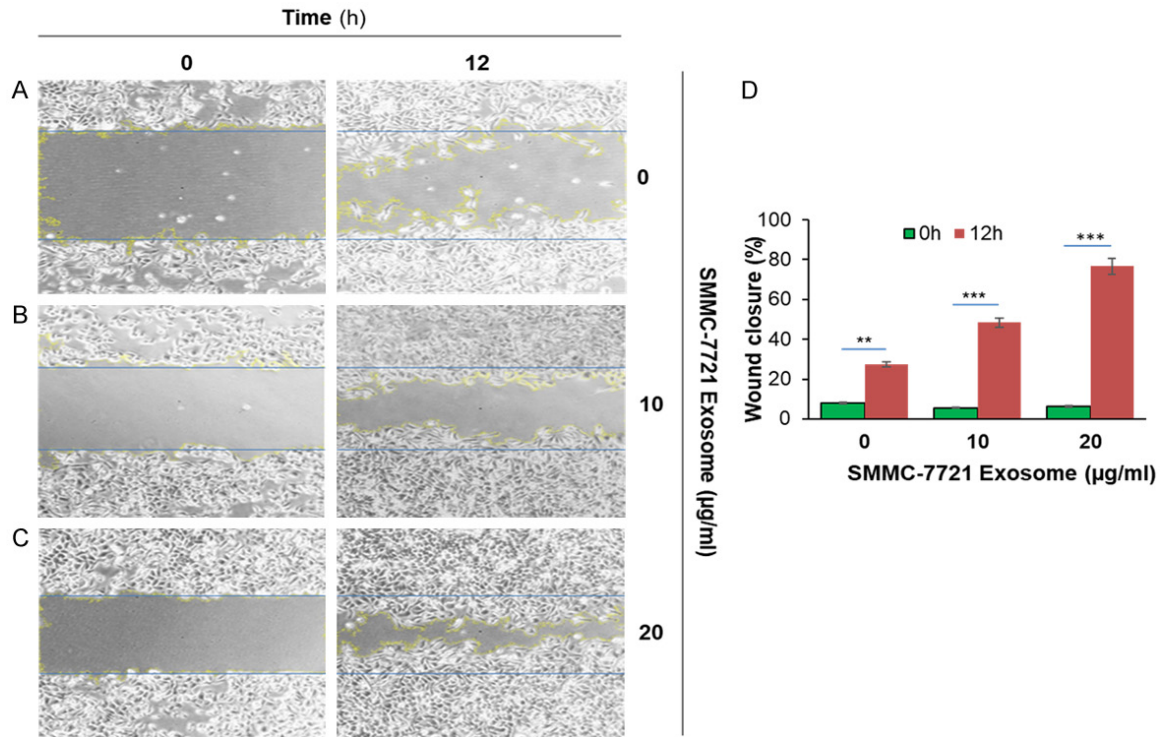 Time (h)
0
12
A
0
B
10
C
20
SMMC-7721 Exosome (µg/ml)
D
Wound closure (%)
100
80
60
40
20
0
0h
12h
**
***
***
0
10
20
SMMC-7721 Exosome (µg/ml)